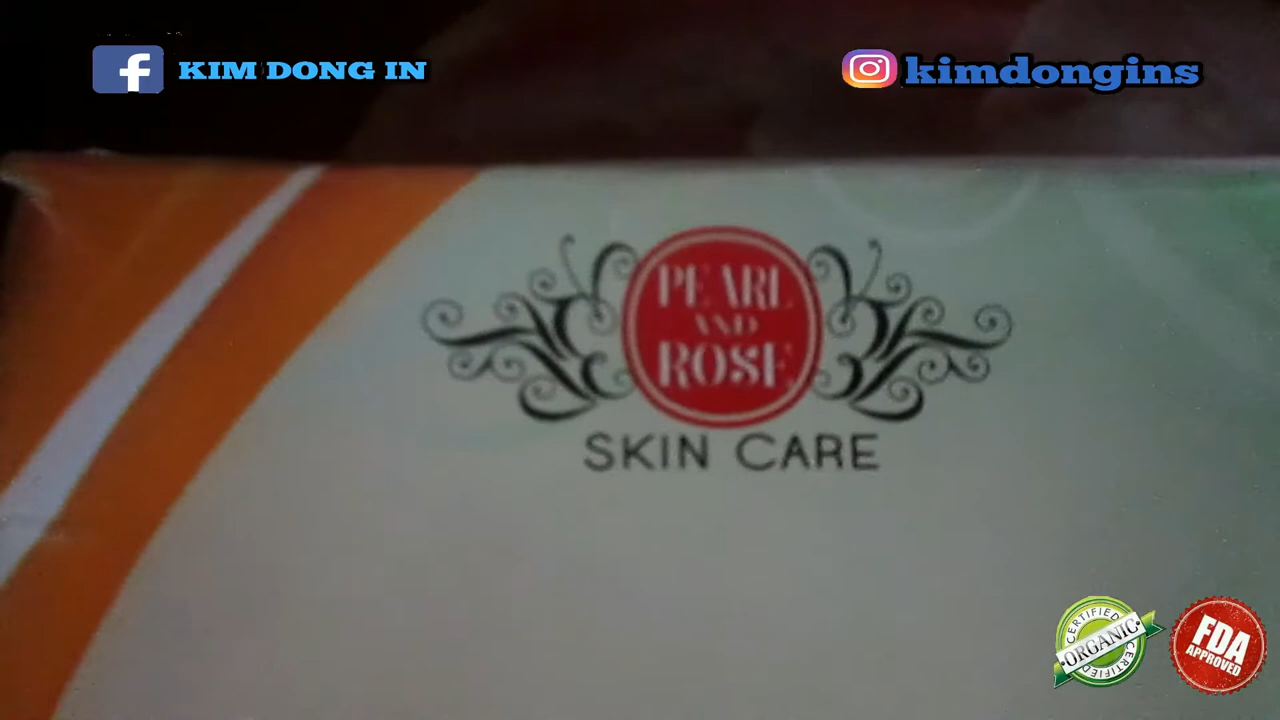 KIM DONG IN
kimdongins
PEARL
AND
ROSE
SKIN CARE
CERTIFIED
ORGANIC
CERTIFIED
FDA
APPROVED